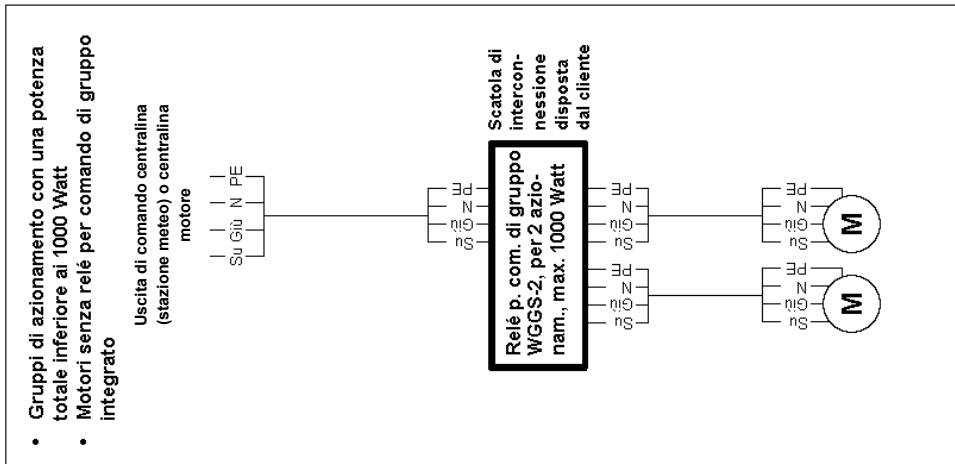 • Gruppi di azionamento con una potenza
totale inferiore ai 1000 Watt
• Motori senza relé per comando di gruppo
integrato
Uscita di comando centralina
(stazione meteo) o centralina
motore
Su Giù N PE
Su Giù N PE
Scatola di
intercon-
nessione
disposta
dal cliente
Relé p. com. di gruppo
WGGS-2, per 2 azio-
nam., max. 1000 Watt
Su Giù N PE
Su Giù N PE
Su Giù N PE
Su Giù N PE
M
M